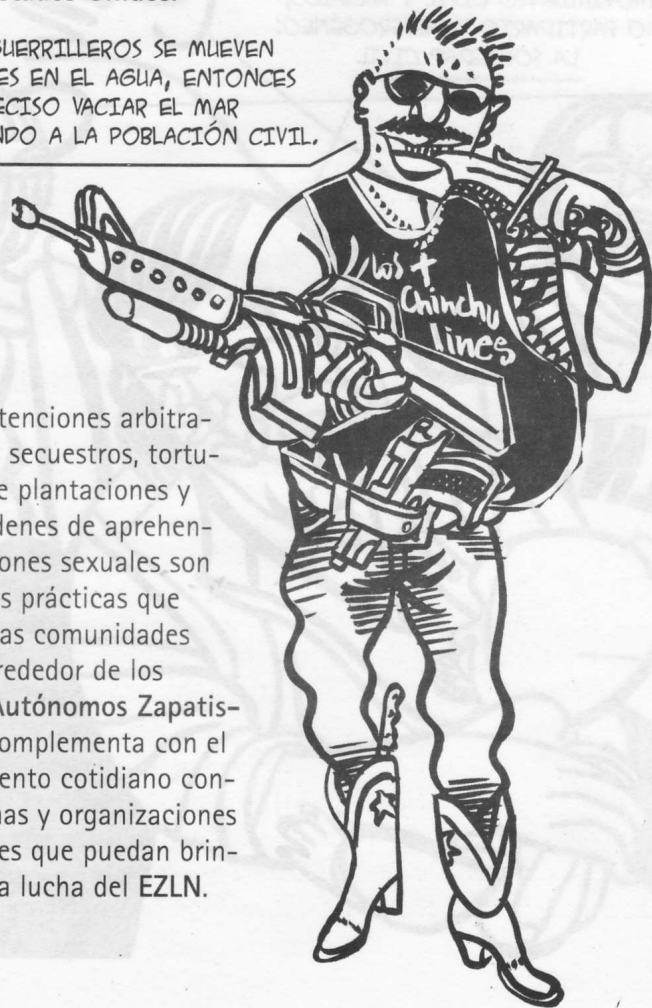 stados Unidos.
GUERRILLEROS SE MUEVEN
ES EN EL AGUA, ENTONCES
ECISO VACIAR EL MAR
NDO A LA POBLACIÓN CIVIL.
Los
Chinchu
lines
tenciones arbitra-
secuestros, tortu-
e plantaciones y
denes de aprehen-
ones sexuales son
s prácticas que
as comunidades
rededor de los
Autónomos Zapatis-
omplementa con el
ento cotidiano con-
nas y organizaciones
es que puedan brin-
a lucha del EZLN.